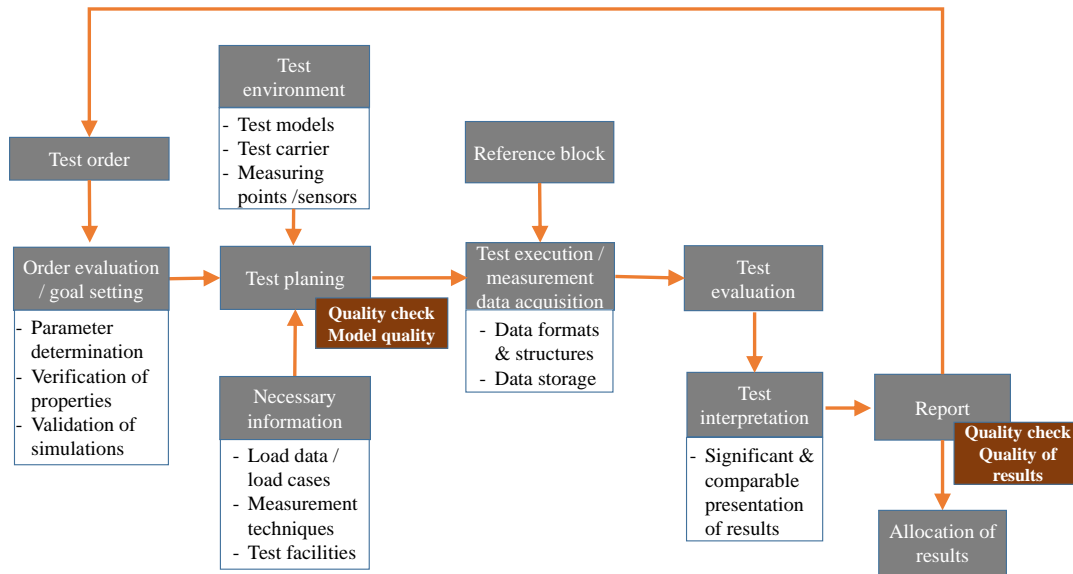 Test
environment
- Test models
- Test carrier
- Measuring
points /sensors
Test order
Reference block
Order evaluation
/ goal setting
- Parameter
determination
- Verification of
properties
- Validation of
simulations
Test planing
Quality check
Model quality
Necessary
information
- Load data /
load cases
- Measurement
techniques
- Test facilities
Test execution /
measurement
data acquisition
- Data formats
& structures
- Data storage
Test
evaluation
Test
interpretation
- Significant &
comparable
presentation
of results
Report
Quality check
Quality of
results
Allocation of
results